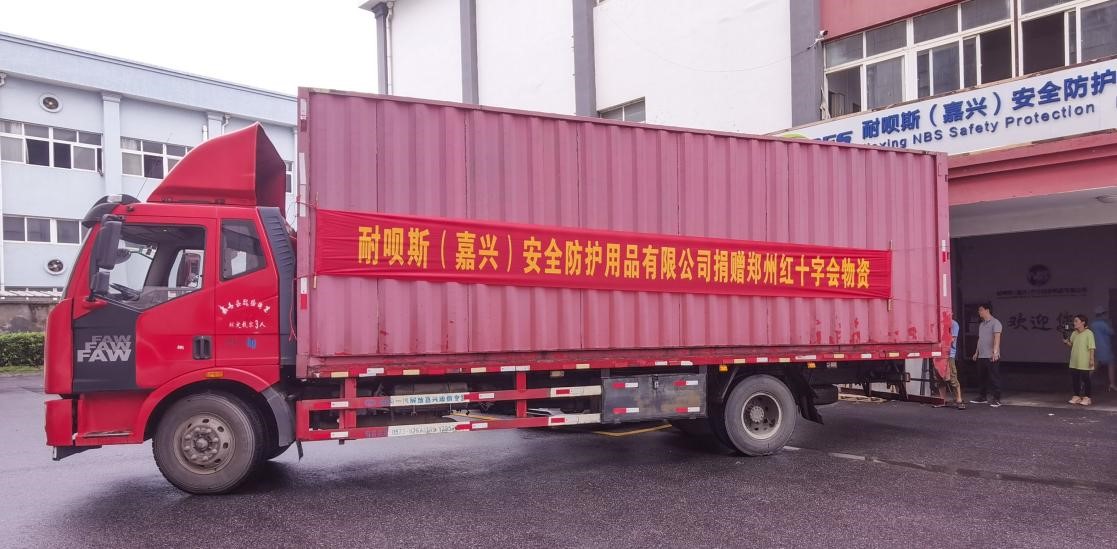 耐呗斯（嘉兴）安全防护
xing NBS Safety Protection
耐呗斯（嘉兴）安全防护用品有限公司捐赠郑州红十字会物资
FAW
FAW
欢迎